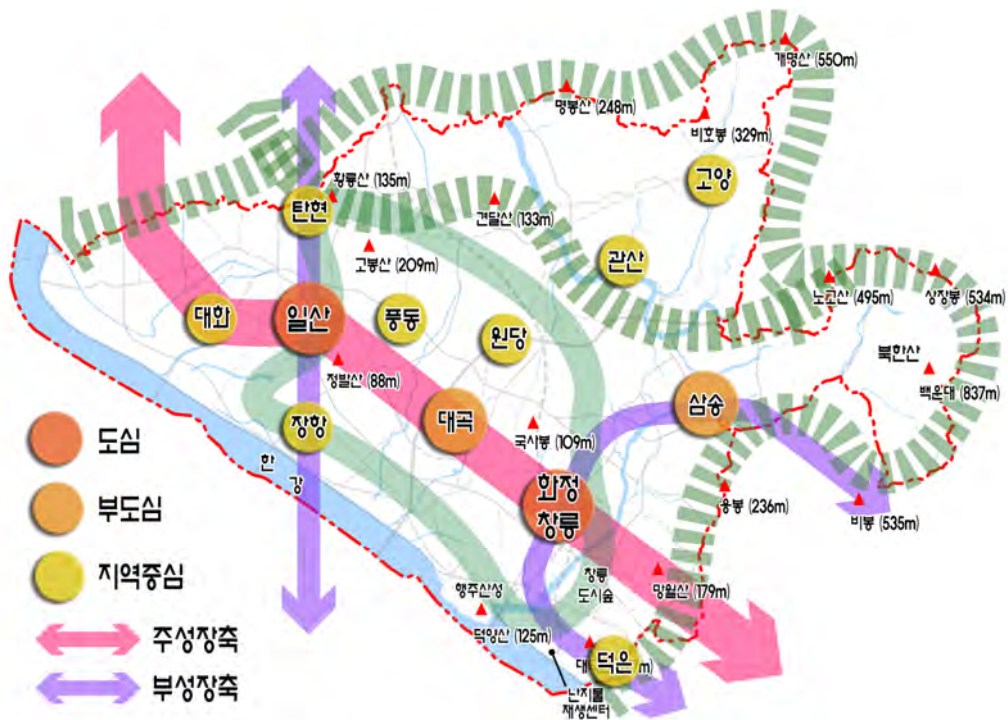 개명산 (550m)
명봉산 (248m)
비호봉 (329m)
고양
황룡산 (135m)
견달산 (133m)
탄현
고봉산 (209m)
관산
노고산 (495m)
상장봉 (534m)
대화
일산
풍동
원당
북한산
백운대 (837m)
정발산 (88m)
삼송
대곡
장항
국사봉 (109m)
도심
한강
화정
창릉
부도심
응봉 (236m)
비봉 (535m)
지역중심
창릉
도시숲
망월산 (179m)
행주산성
주성장축
덕양산 (125m)
덕은
부성장축
난지물
재생센터